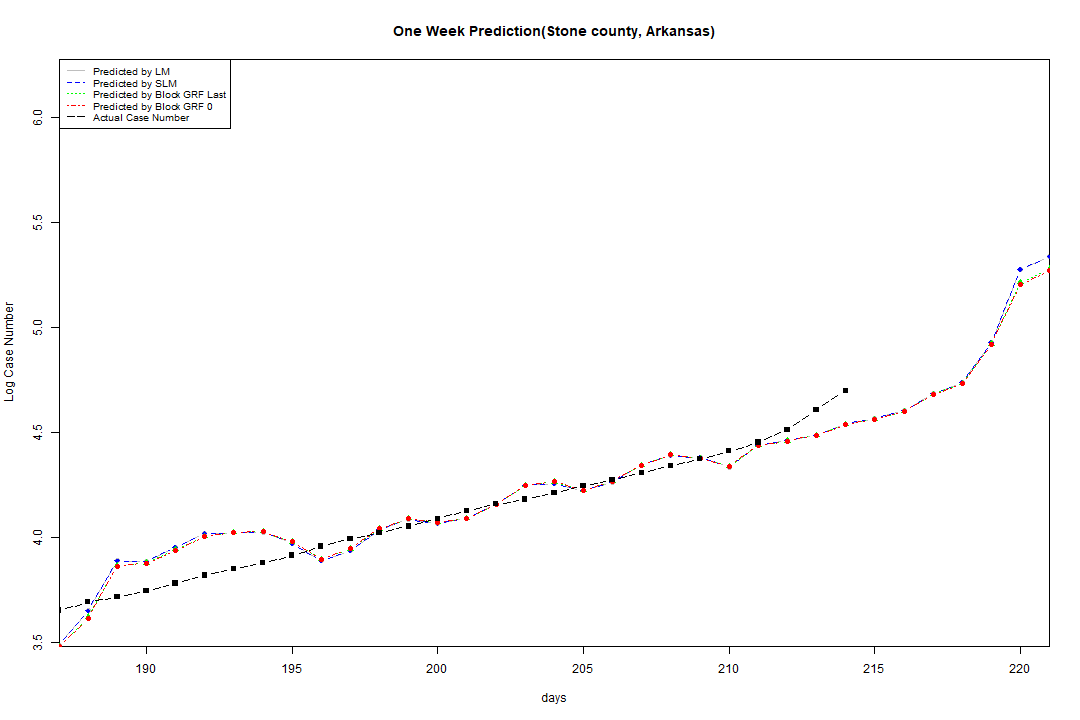 One Week Prediction(Stone county, Arkansas)
Predicted by LM
Predicted by SLM
Predicted by Block GRF Last
Predicted by Block GRF 0
Actual Case Number
6.0
5.5
5.0
4.5
4.0
3.5
Log Case Number
190 195 200 205 210 215 220
days